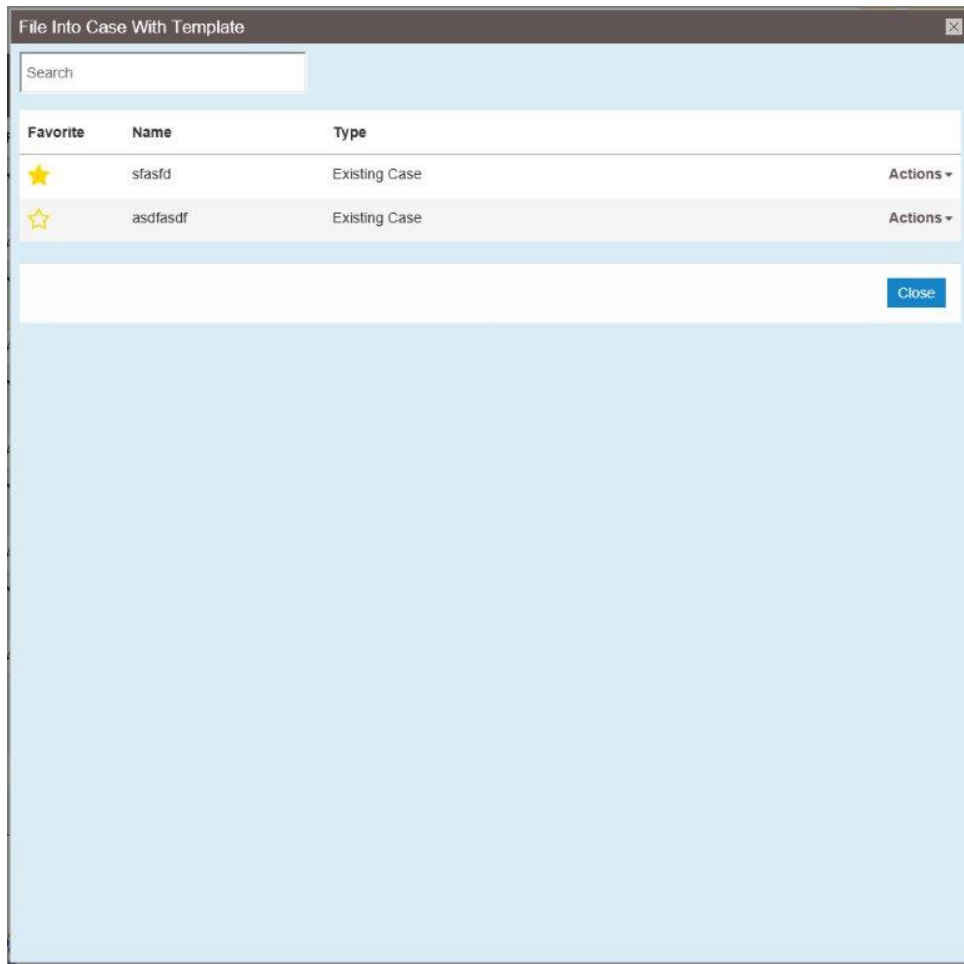 File Into Case With Template
Search
Favorite Name Type
sfasfd Existing Case Actions
asdfasdf Existing Case Actions
Close